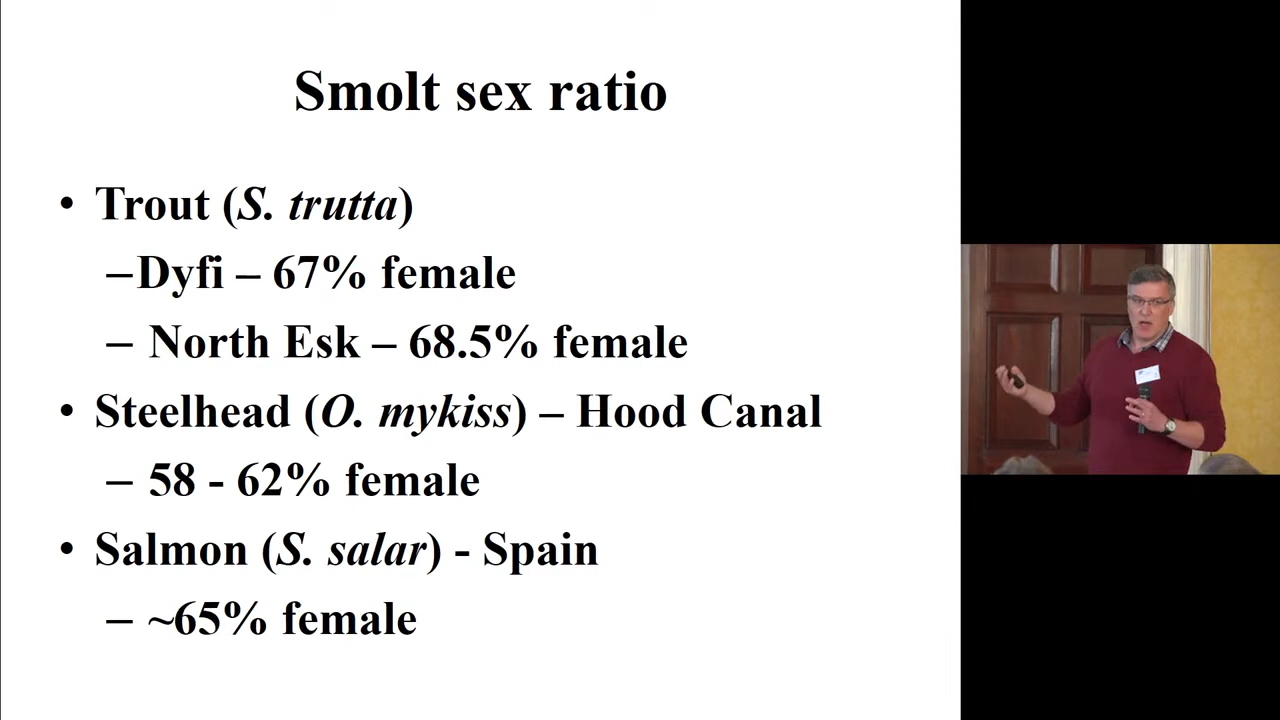 Smolt sex ratio
• Trout (S. trutta)
–Dyfi – 67% female
– North Esk – 68.5% female
• Steelhead (O. mykiss) – Hood Canal
– 58 - 62% female
• Salmon (S. salar) - Spain
– ~65% female